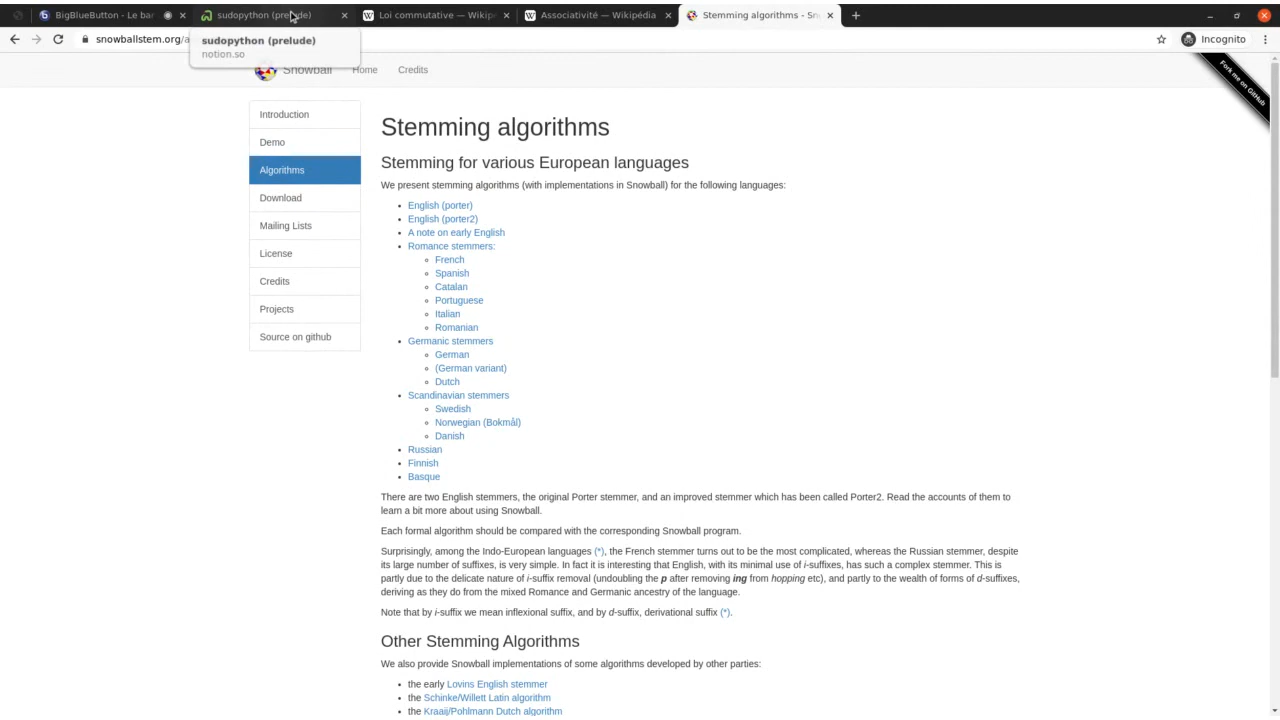 BigBlueButton - Le ba
sudopython (prelude)
Loi commutative — Wikip
Associativité — Wikipédia
Stemming algorithms - Sn
snowballstem.org/a
Incognito
sudopython (prelude)
notion.so
Snowball
Home
Credits
Fork me on GitHub
Introduction
Demo
Algorithms
Download
Mailing Lists
License
Credits
Projects
Source on github
Stemming algorithms
Stemming for various European languages
We present stemming algorithms (with implementations in Snowball) for the following languages:
English (porter)
English (porter2)
A note on early English
Romance stemmers:
French
Spanish
Catalan
Portuguese
Italian
Romanian
Germanic stemmers
German
(German variant)
Dutch
Scandinavian stemmers
Swedish
Norwegian (Bokmål)
Danish
Russian
Finnish
Basque
There are two English stemmers, the original Porter stemmer, and an improved stemmer which has been called Porter2. Read the accounts of them to
learn a bit more about using Snowball.
Each formal algorithm should be compared with the corresponding Snowball program.
Surprisingly, among the Indo-European languages (*), the French stemmer turns out to be the most complicated, whereas the Russian stemmer, despite
its large number of suffixes, is very simple. In fact it is interesting that English, with its minimal use of i-suffixes, has such a complex stemmer. This is
partly due to the delicate nature of i-suffix removal (undoubling the p after removing ing from hopping etc), and partly to the wealth of forms of d-suffixes,
deriving as they do from the mixed Romance and Germanic ancestry of the language.
Note that by i-suffix we mean inflexional suffix, and by d-suffix, derivational suffix (*).
Other Stemming Algorithms
We also provide Snowball implementations of some algorithms developed by other parties:
the early Lovins English stemmer
the Schinke/Willett Latin algorithm
the Kraaij/Pohlmann Dutch algorithm